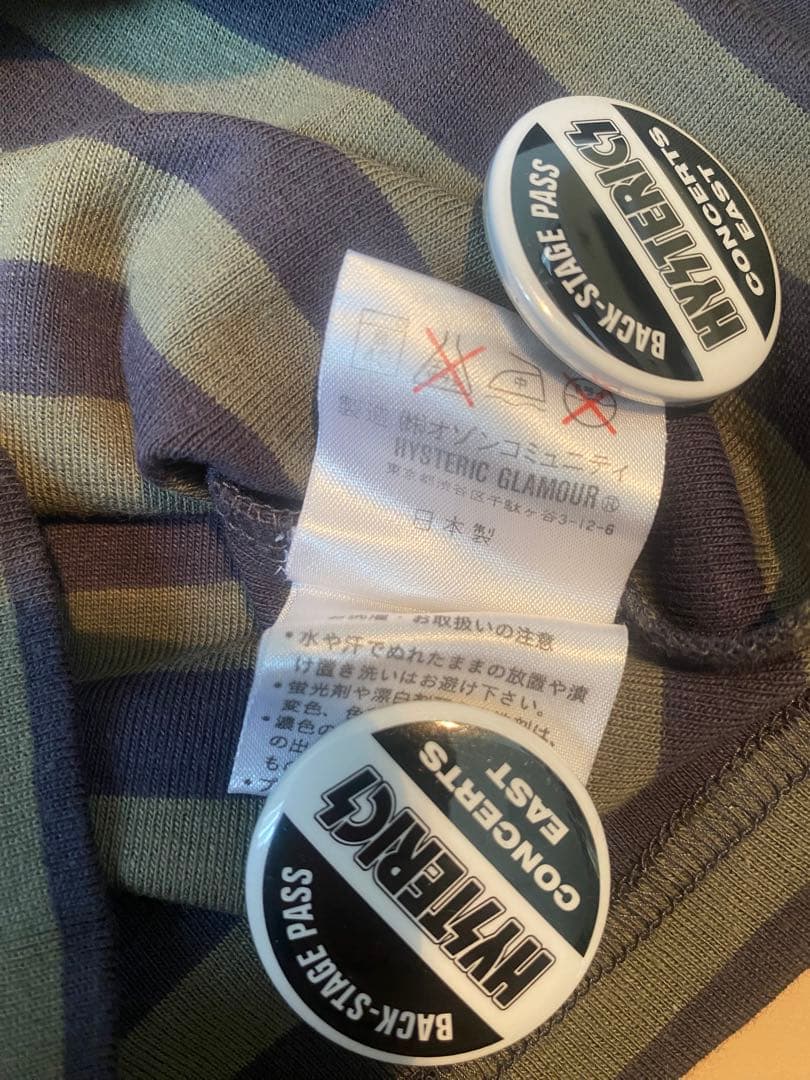 CONCERTS
EAST
HYSTERICS
BACK-STAGE PASS
中
製造 (株)オゾンコミュニティ
HYSTERIC GLAMOUR®
東京都渋谷区千駄ヶ谷3-12-6
日本製
お取扱いの注意
・水や汗でぬれたままの放置や漬
け置き洗いはお避け下さい。
・蛍光剤や漂白
変色、色
・濃色の
の出
も
CONCERTS
EAST
HYSTERICS
BACK-STAGE PASS